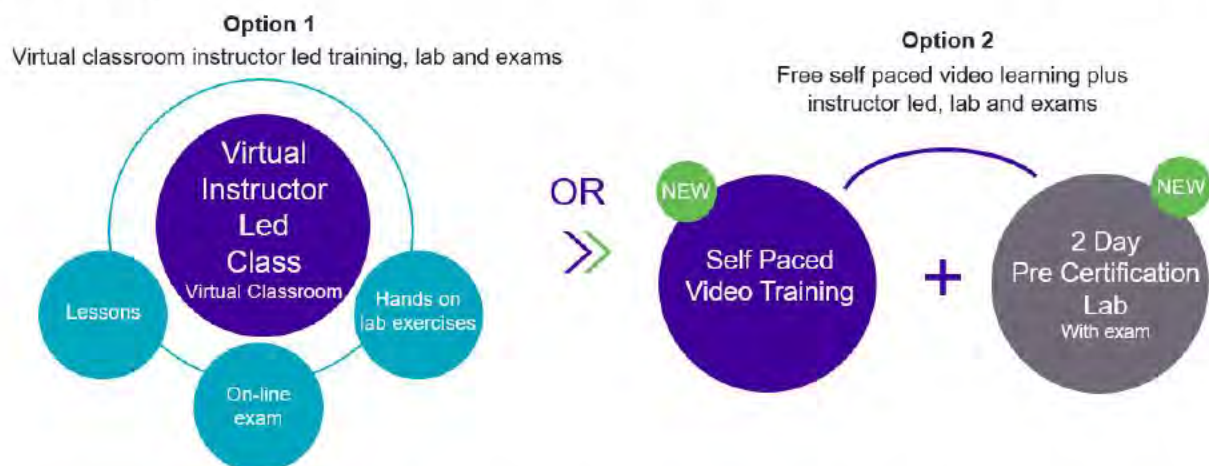 Option 1
Virtual classroom instructor led training, lab and exams
Virtual
Instructor
Led
Class
Virtual Classroom
Lessons
On-line
exam
Hands on
lab exercises
OR
Option 2
Free self paced video learning plus
instructor led, lab and exams
NEW
Self Paced
Video Training
+
NEW
2 Day
Pre Certification
Lab
With exam